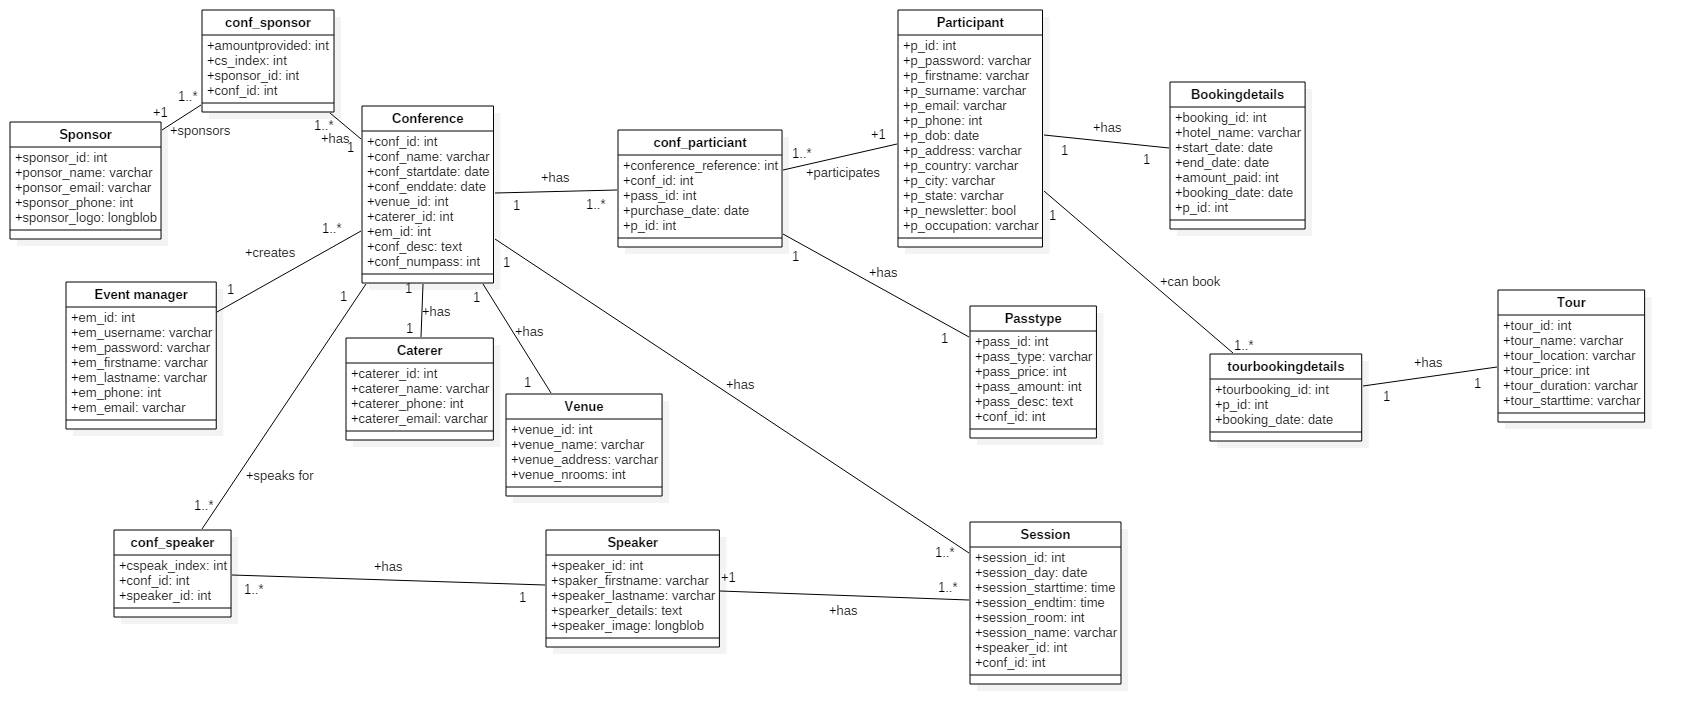 conf_sponsor
+amountprovided: int
+cs_index: int
+sponsor_id: int
+conf_id: int
1..*
+1
+sponsors
1..*
+has
1
Sponsor
+sponsor_id: int
+ponsor_name: varchar
+ponsor_email: varchar
+sponsor_phone: int
+sponsor_logo: longblob
Conference
+conf_id: int
+conf_name: varchar
+conf_startdate: date
+conf_enddate: date
+venue_id: int
+caterer_id: int
+em_id: int
+conf_desc: text
+conf_numpass: int
+has
1
1..*
conf_particiant
+conference_reference: int
+conf_id: int
+pass_id: int
+purchase_date: date
+p_id: int
+1
1..*
+participates
Participant
+p_id: int
+p_password: varchar
+p_firstname: varchar
+p_surname: varchar
+p_email: varchar
+p_phone: int
+p_dob: date
+p_address: varchar
+p_country: varchar
+p_city: varchar
+p_state: varchar
+p_newsletter: bool
+p_occupation: varchar
+has
1
1
Bookingdetails
+booking_id: int
+hotel_name: varchar
+start_date: date
+end_date: date
+amount_paid: int
+booking_date: date
+p_id: int
1..*
+creates
1
Event manager
+em_id: int
+em_username: varchar
+em_password: varchar
+em_firstname: varchar
+em_lastname: varchar
+em_phone: int
+em_email: varchar
1
1
+has
1
1
+has
1
Caterer
+caterer_id: int
+caterer_name: varchar
+caterer_phone: int
+caterer_email: varchar
Venue
+venue_id: int
+venue_name: varchar
+venue_address: varchar
+venue_nrooms: int
1
+has
1..*
1
+has
1
Passtype
+pass_id: int
+pass_type: varchar
+pass_price: int
+pass_amount: int
+pass_desc: text
+conf_id: int
1
+can book
1..*
tourbookingdetails
+tourbooking_id: int
+p_id: int
+booking_date: date
+has
1
1
Tour
+tour_id: int
+tour_name: varchar
+tour_location: varchar
+tour_price: int
+tour_duration: varchar
+tour_starttime: varchar
+speaks for
1..*
conf_speaker
+cspeak_index: int
+conf_id: int
+speaker_id: int
+has
1..*
1
Speaker
+speaker_id: int
+spaker_firstname: varchar
+speaker_lastname: varchar
+spearker_details: text
+speaker_image: longblob
+1
1..*
+has
Session
+session_id: int
+session_day: date
+session_starttime: time
+session_endtim: time
+session_room: int
+session_name: varchar
+speaker_id: int
+conf_id: int